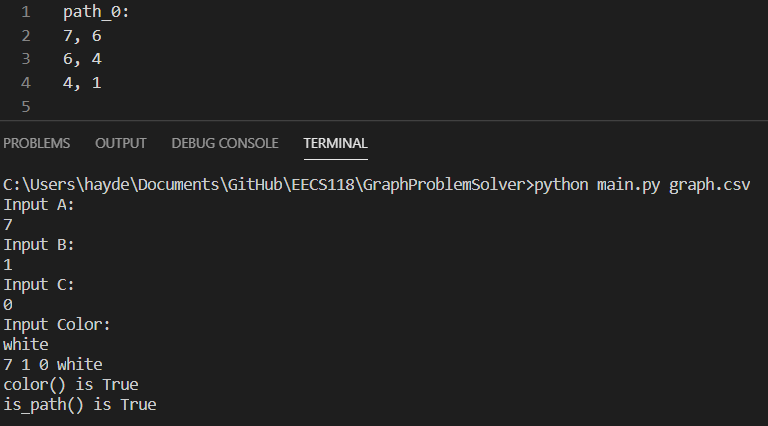 1 path_0:
2 7, 6
3 6, 4
4 4, 1
5
PROBLEMS OUTPUT DEBUG CONSOLE TERMINAL
C:\Users\hayde\Documents\GitHub\EECS118\GraphProblemSolver>python main.py graph.csv
Input A:
7
Input B:
1
Input C:
0
Input Color:
white
7 1 0 white
color() is True
is_path() is True